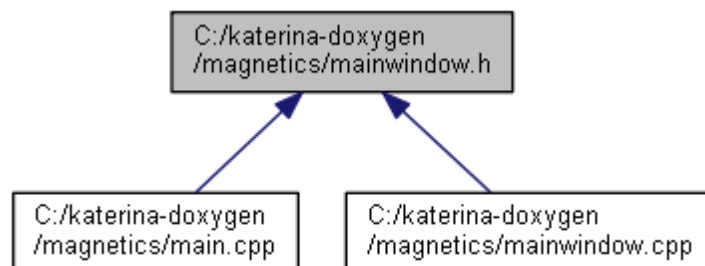 C:/katerina-doxygen
/magnetics/mainwindow.h
C:/katerina-doxygen
/magnetics/main.cpp
C:/katerina-doxygen
/magnetics/mainwindow.cpp